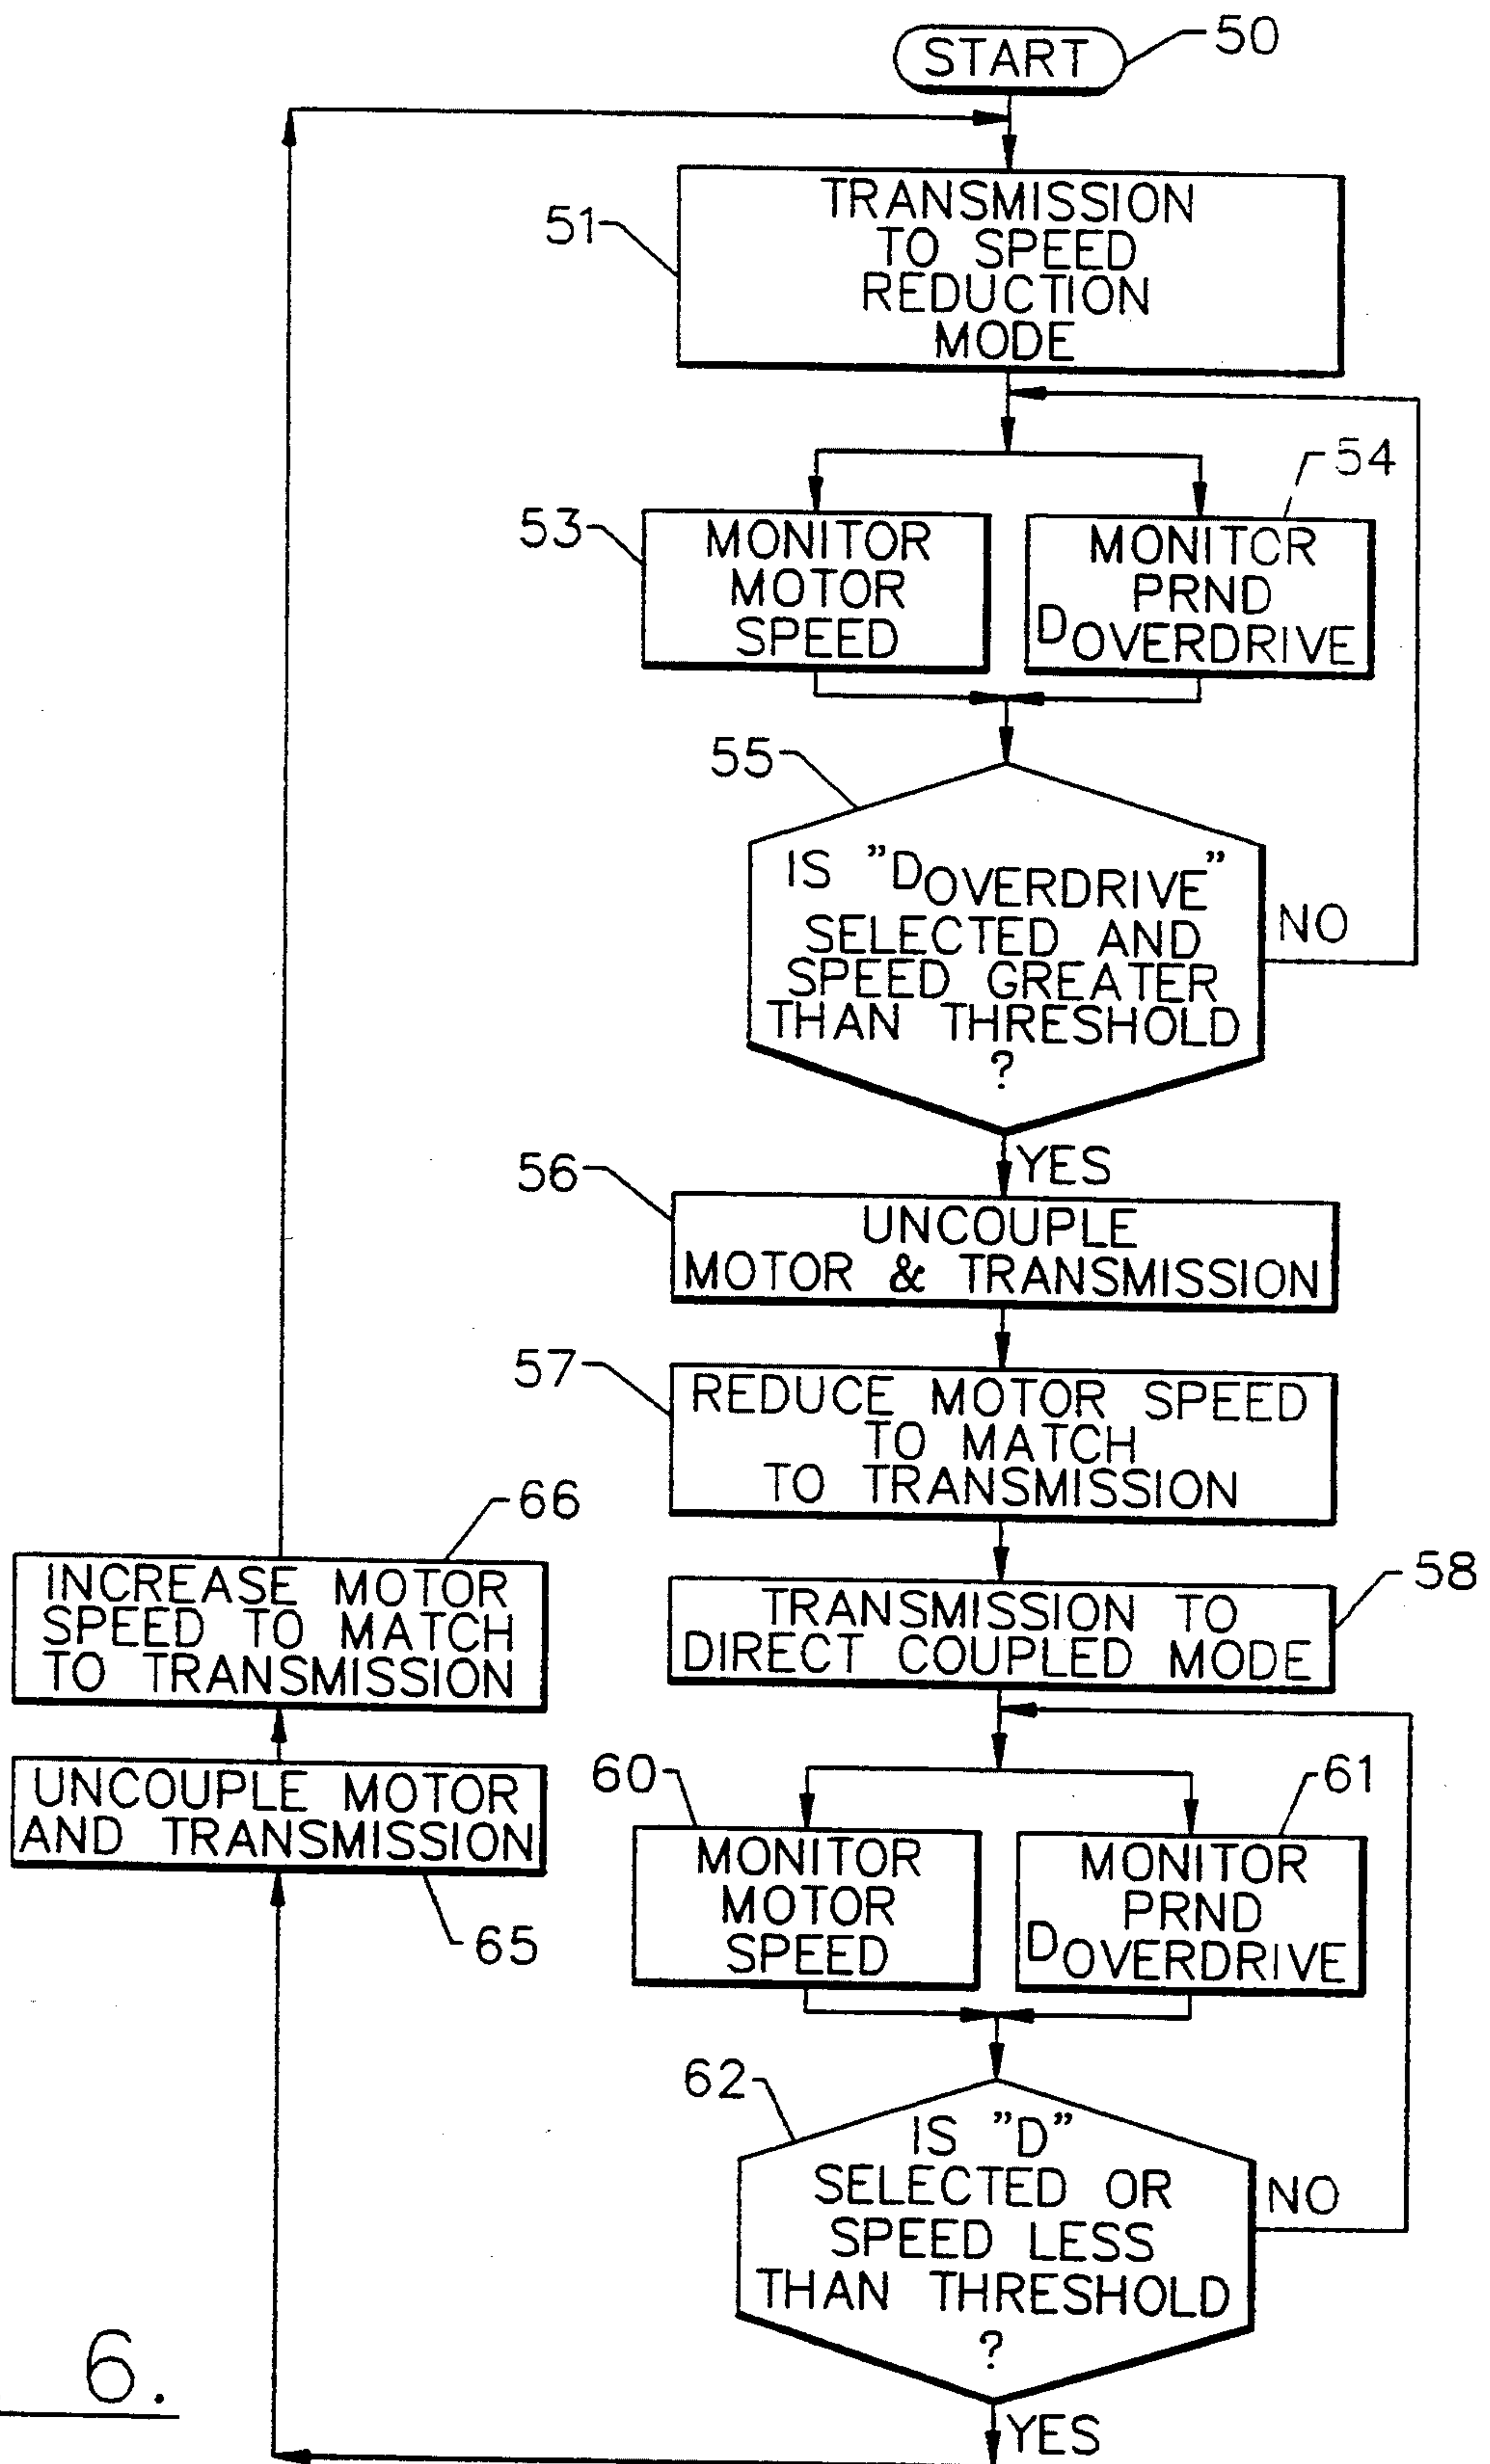 START
50
51
TRANSMISSION
TO SPEED
REDUCTION
MODE
53
MONITOR
MOTOR
SPEED
54
MONITCR
PRND
DOVERDRIVE
55
IS "DOVERDRIVE"
SELECTED AND
SPEED GREATER
THAN THRESHOLD
?
NO
YES
56
UNCOUPLE
MOTOR & TRANSMISSION
57
REDUCE MOTOR SPEED
TO MATCH
TO TRANSMISSION
58
TRANSMISSION TO
DIRECT COUPLED MODE
60
MONITOR
MOTOR
SPEED
61
MONITOR
PRND
DOVERDRIVE
62
IS "D"
SELECTED OR
SPEED LESS
THAN THRESHOLD
?
NO
YES
65
UNCOUPLE MOTOR
AND TRANSMISSION
66
INCREASE MOTOR
SPEED TO MATCH
TO TRANSMISSION
6.